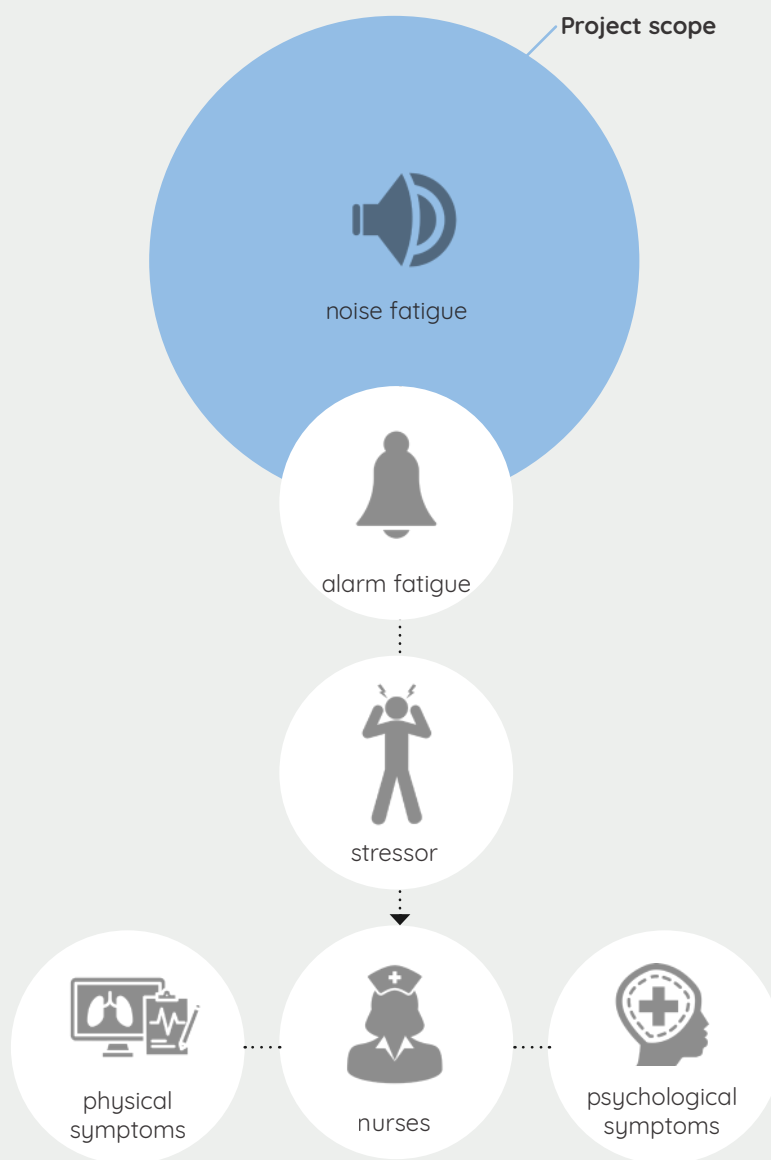 Project scope
noise fatigue
alarm fatigue
stressor
physical
symptoms
nurses
psychological
symptoms